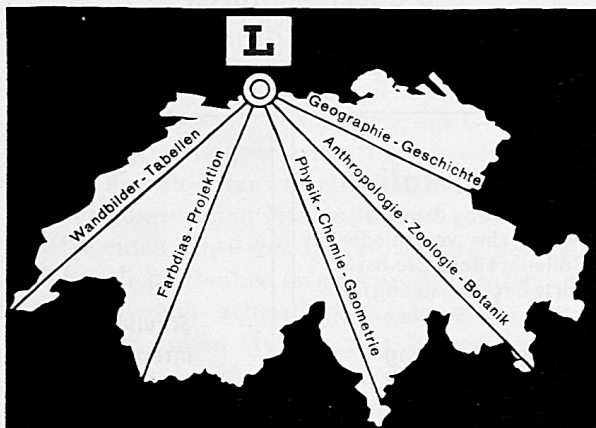 L
Wandbilder-Tabellen
Farbdias-Projektion
Physik-Chemie-Geometrie
Anthropologie-Zoologie-Botanik
Geographie-Geschichte